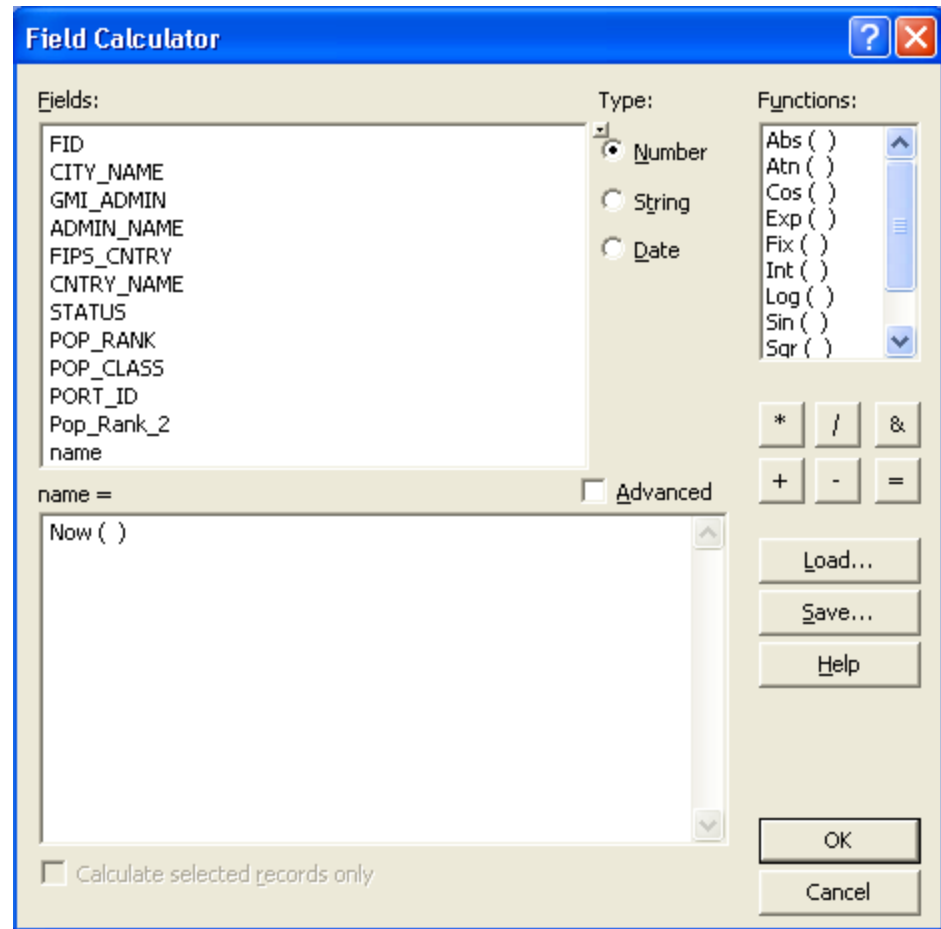 Field Calculator
Fields:
FID
CITY_NAME
GMI_ADMIN
ADMIN_NAME
FIPS_CNTRY
CNTRY_NAME
STATUS
POP_RANK
POP_CLASS
PORT_ID
Pop_Rank_2
name
Type:
Number
String
Date
Functions:
Abs ( )
Atn ( )
Cos ( )
Exp ( )
Fix ( )
Int ( )
Log ( )
Sin ( )
Sqr ( )
* / &
+ - =
name =
Advanced
Now ( )
Load...
Save...
Help
Calculate selected records only
OK
Cancel